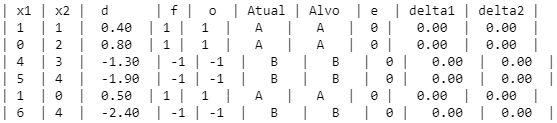 | x1 | x2 | d | f | o | Atual | Alvo | e | delta1 | delta2 |
| 1 | 1 | 0.40 | 1 | 1 | A | A | 0 | 0.00 | 0.00 |
| 0 | 2 | 0.80 | 1 | 1 | A | A | 0 | 0.00 | 0.00 |
| 4 | 3 | -1.30 | -1 | -1 | B | B | 0 | 0.00 | 0.00 |
| 5 | 4 | -1.90 | -1 | -1 | B | B | 0 | 0.00 | 0.00 |
| 1 | 0 | 0.50 | 1 | 1 | A | A | 0 | 0.00 | 0.00 |
| 6 | 4 | -2.40 | -1 | -1 | B | B | 0 | 0.00 | 0.00 |